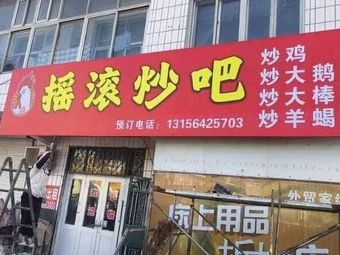 摇滚炒吧
预订电话：13156425703
炒鸡
炒大鹅
炒大棒
炒羊蝎
外贸家纺
床上用品